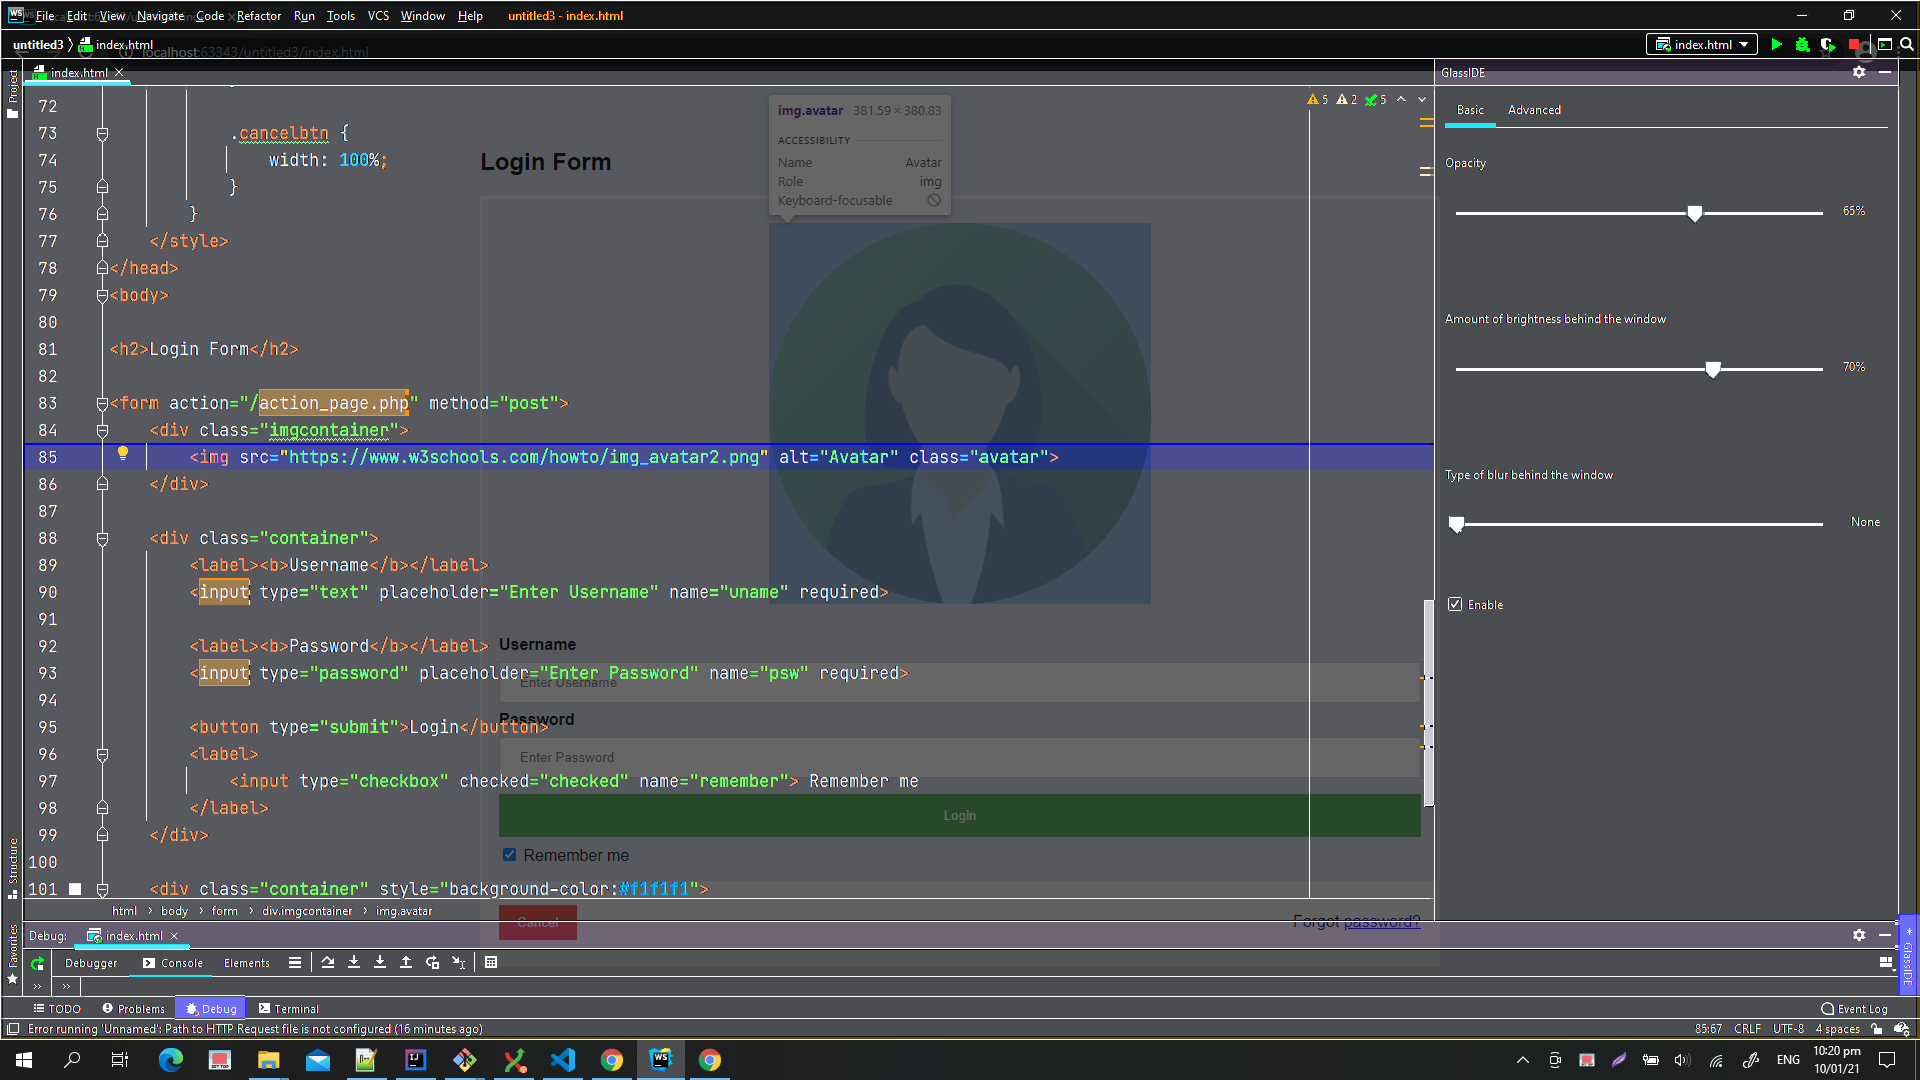 File Edit View Navigate Code Refactor Run Tools VCS Window Help untitled3 - index.html
untitled3 index.html
localhost:63343/untitled3/index.html
index.html
index.html
GlassIDE
Basic Advanced
Opacity
65%
Amount of brightness behind the window
70%
Type of blur behind the window
None
Enable
5 2 5
img.avatar 381.59 × 380.83
ACCESSIBILITY
Name Avatar
Role img
Keyboard-focusable
Project
Structure
Favorites
72
73 .cancelbtn {
74 width: 100%;
75 }
76 }
77 </style>
78 </head>
79 <body>
80
81 <h2>Login Form</h2>
82
83 <form action="/action_page.php" method="post">
84 <div class="imgcontainer">
85 <img src="https://www.w3schools.com/howto/img_avatar2.png" alt="Avatar" class="avatar">
86 </div>
87
88 <div class="container">
89 <label><b>Username</b></label>
90 <input type="text" placeholder="Enter Username" name="uname" required>
91
92 <label><b>Password</b></label>
93 <input type="password" placeholder="Enter Password" name="psw" required>
94
95 <button type="submit">Login</button>
96 <label>
97 <input type="checkbox" checked="checked" name="remember"> Remember me
98 </label>
99 </div>
100
101 <div class="container" style="background-color:#f1f1f1">
Login Form
Username
Enter Username
Password
Enter Password
Login
Remember me
Cancel
Forgot password?
html body form div.imgcontainer img.avatar
Debug: index.html
Debugger Console Elements
GlassIDE
TODO Problems Debug Terminal
Event Log
Error running 'Unnamed': Path to HTTP Request file is not configured (16 minutes ago)
85:67 CRLF UTF-8 4 spaces
ENG
10:20 pm
10/01/21